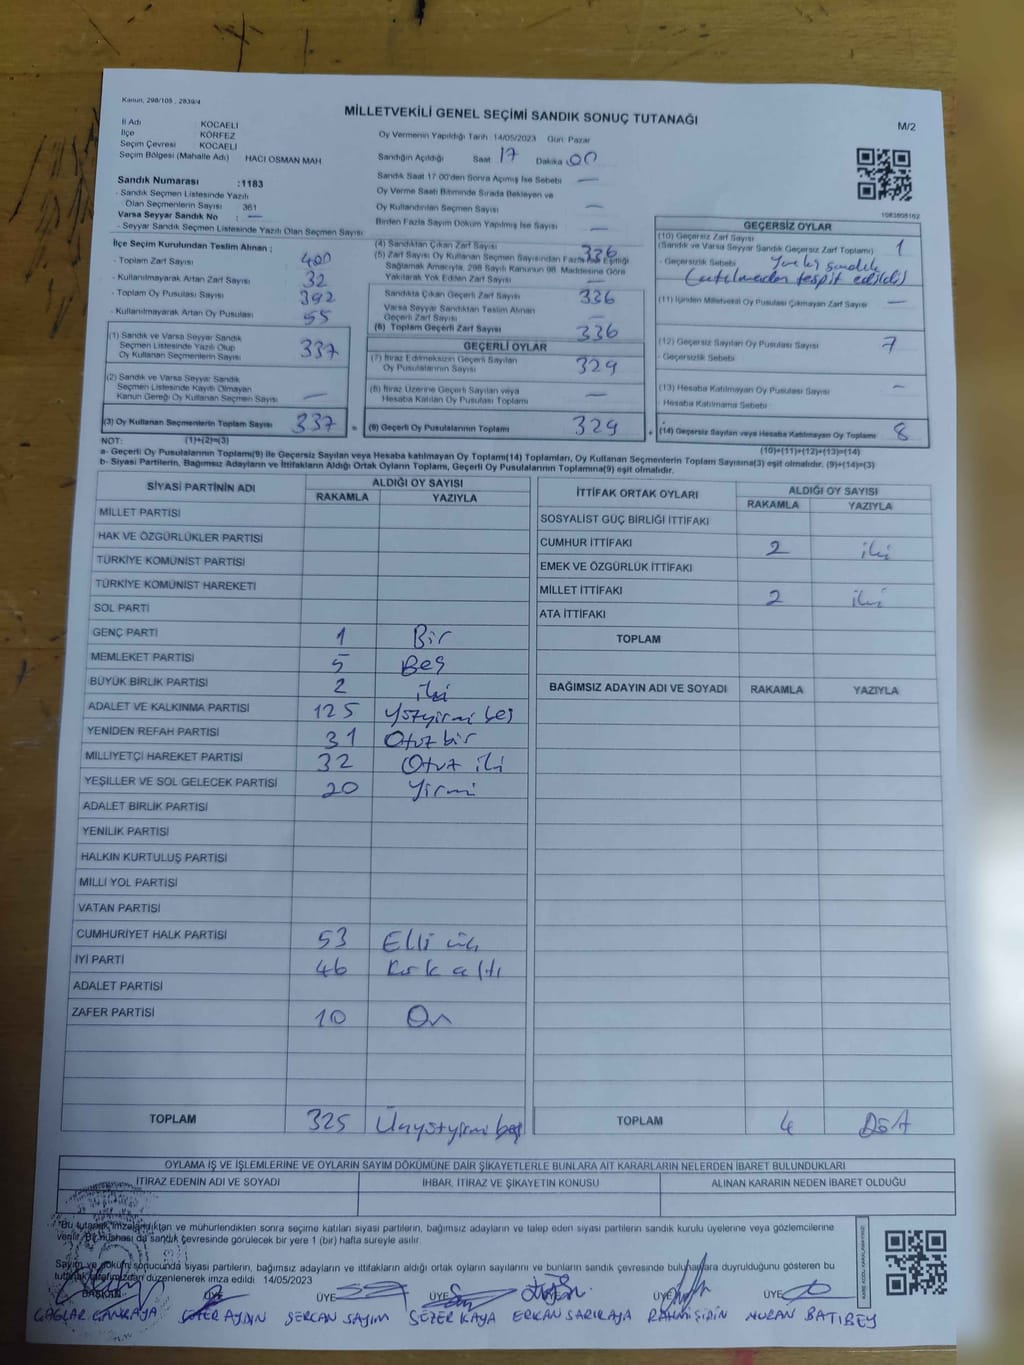 Kanun, 298/105 , 2839/4
MİLLETVEKİLİ GENEL SEÇİMİ SANDIK SONUÇ TUTANAĞI
M/2
İl Adı KOCAELİ
İlçe KÖRFEZ
Seçim Çevresi KOCAELİ
Seçim Bölgesi (Mahalle Adı) HACI OSMAN MAH
Oy Vermenin Yapıldığı Tarih 14/05/2023 Gün Pazar
Sandığın Açıldığı Saat 17 Dakika 00
Sandık Saat 17:00'den Sonra Açımış İse Sebebi —
Oy Verme Saati Bitiminde Sırada Bekleyen ve
Oy Kullandırılan Seçmen Sayısı —
Birden Fazla Sayım Döküm Yapılmış İse Sayısı —
Sandık Numarası :1183
- Sandık Seçmen Listesinde Yazılı
Olan Seçmenlerin Sayısı 361
Varsa Seyyar Sandık No : —
- Seyyar Sandık Seçmen Listesinde Yazılı Olan Seçmen Sayısı
İlçe Seçim Kurulundan Teslim Alınan ;
- Toplam Zarf Sayısı 400
- Kullanılmayarak Artan Zarf Sayısı 32
- Toplam Oy Pusulası Sayısı 392
- Kullanılmayarak Artan Oy Pusulası 55
(1) Sandık ve Varsa Seyyar Sandık
Seçmen Listesinde Yazılı Olup
Oy Kullanan Seçmenlerin Sayısı 337
(2) Sandık ve Varsa Seyyar Sandık
Seçmen Listesinde Kayıtlı Olmayan
Kanun Gereği Oy Kullanan Seçmen Sayısı —
(3) Oy Kullanan Seçmenlerin Toplam Sayısı 337 =
(1)+(2)=(3)
(4) Sandıktan Çıkan Zarf Sayısı 336
(5) Zarf Sayısı Oy Kullanan Seçmen Sayısından Fazla İse Eşitliği
Sağlamak Amacıyla, 298 Sayılı Kanunun 98. Maddesine Göre
Yakılarak Yok Edilen Zarf Sayısı —
Sandıkta Çıkan Geçerli Zarf Sayısı 336
Varsa Seyyar Sandıktan Teslim Alınan
Geçerli Zarf Sayısı —
(6) Toplam Geçerli Zarf Sayısı 336
GEÇERLİ OYLAR
(7) İtiraz Edilmeksizin Geçerli Sayılan
Oy Pusulalarının Sayısı 329
(8) İtiraz Üzerine Geçerli Sayılan veya
Hesaba Katılan Oy Pusulası Toplamı —
(9) Geçerli Oy Pusulalarının Toplamı 329 +
1083808162
GEÇERSİZ OYLAR
(10) Geçersiz Zarf Sayısı
(Sandık ve Varsa Seyyar Sandık Geçersiz Zarf Toplamı) 1
- Geçersizlik Sebebi Yanlış sandık
(atılmadan tespit edildi)
(11) İçinden Milletvekili Oy Pusulası Çıkmayan Zarf Sayısı —
(12) Geçersiz Sayılan Oy Pusulası Sayısı 7
- Geçersizlik Sebebi
(13) Hesaba Katılmayan Oy Pusulası Sayısı —
Hesaba Katılmama Sebebi
(14) Geçersiz Sayılan veya Hesaba Katılmayan Oy Toplamı 8
(10)+(11)+(12)+(13)=(14)
NOT:
a- Geçerli Oy Pusulalarının Toplamı(9) ile Geçersiz Sayılan veya Hesaba katılmayan Oy Toplamı(14) Toplamları, Oy Kullanan Seçmenlerin Toplam Sayısına(3) eşit olmalıdır. (9)+(14)=(3)
b- Siyasi Partilerin, Bağımsız Adayların ve İttifakların Aldığı Ortak Oyların Toplamı, Geçerli Oy Pusulalarının Toplamına(9) eşit olmalıdır.
SİYASİ PARTİNİN ADI ALDIĞI OY SAYISI
RAKAMLA YAZIYLA
MİLLET PARTİSİ
HAK VE ÖZGÜRLÜKLER PARTİSİ
TÜRKİYE KOMÜNİST PARTİSİ
TÜRKİYE KOMÜNİST HAREKETİ
SOL PARTİ
GENÇ PARTİ 1 Bir
MEMLEKET PARTİSİ 5 Beş
BÜYÜK BİRLİK PARTİSİ 2 iki
ADALET VE KALKINMA PARTİSİ 125 Yüzyirmi beş
YENİDEN REFAH PARTİSİ 31 Otuz bir
MİLLİYETÇİ HAREKET PARTİSİ 32 Otuz iki
YEŞİLLER VE SOL GELECEK PARTİSİ 20 Yirmi
ADALET BİRLİK PARTİSİ
YENİLİK PARTİSİ
HALKIN KURTULUŞ PARTİSİ
MİLLİ YOL PARTİSİ
VATAN PARTİSİ
CUMHURİYET HALK PARTİSİ 53 Elli üç
İYİ PARTİ 46 Kırk altı
ADALET PARTİSİ
ZAFER PARTİSİ 10 On
TOPLAM 325 Üçyüzyirmi beş
İTTİFAK ORTAK OYLARI ALDIĞI OY SAYISI
RAKAMLA YAZIYLA
SOSYALİST GÜÇ BİRLİĞİ İTTİFAKI
CUMHUR İTTİFAKI 2 iki
EMEK VE ÖZGÜRLÜK İTTİFAKI
MİLLET İTTİFAKI 2 iki
ATA İTTİFAKI
TOPLAM
BAĞIMSIZ ADAYIN ADI VE SOYADI RAKAMLA YAZIYLA
TOPLAM 4 Dört
OYLAMA İŞ VE İŞLEMLERİNE VE OYLARIN SAYIM DÖKÜMÜNE DAİR ŞİKAYETLERLE BUNLARA AİT KARARLARIN NELERDEN İBARET BULUNDUKLARI
İTİRAZ EDENİN ADI VE SOYADI İHBAR, İTİRAZ VE ŞİKAYETİN KONUSU ALINAN KARARIN NEDEN İBARET OLDUĞU
"Bu tutanak imzalandıktan ve mühürlendikten sonra seçime katılan siyasi partilerin, bağımsız adayların ve talep eden siyasi partilerin sandık kurulu üyelerine veya gözlemcilerine
verilir. Bir nüshası da sandık çevresinde görülecek bir yere 1 (bir) hafta süreyle asılır.
Sayım ve döküm sonucunda siyasi partilerin, bağımsız adayların ve ittifakların aldığı ortak oyların sayılarını ve bunların sandık çevresinde bulunanlara duyrulduğunu gösteren bu
tutanak tarafımızdan düzenlenerek imza edildi. 14/05/2023
BAŞKAN ÜYE ÜYE ÜYE ÜYE ÜYE ÜYE
ÇAĞLAR ÇANKAYA AYDIN SERCAN SAYIM SEZER KAYA ERKAN SARIKAYA NURAN BATIBEY